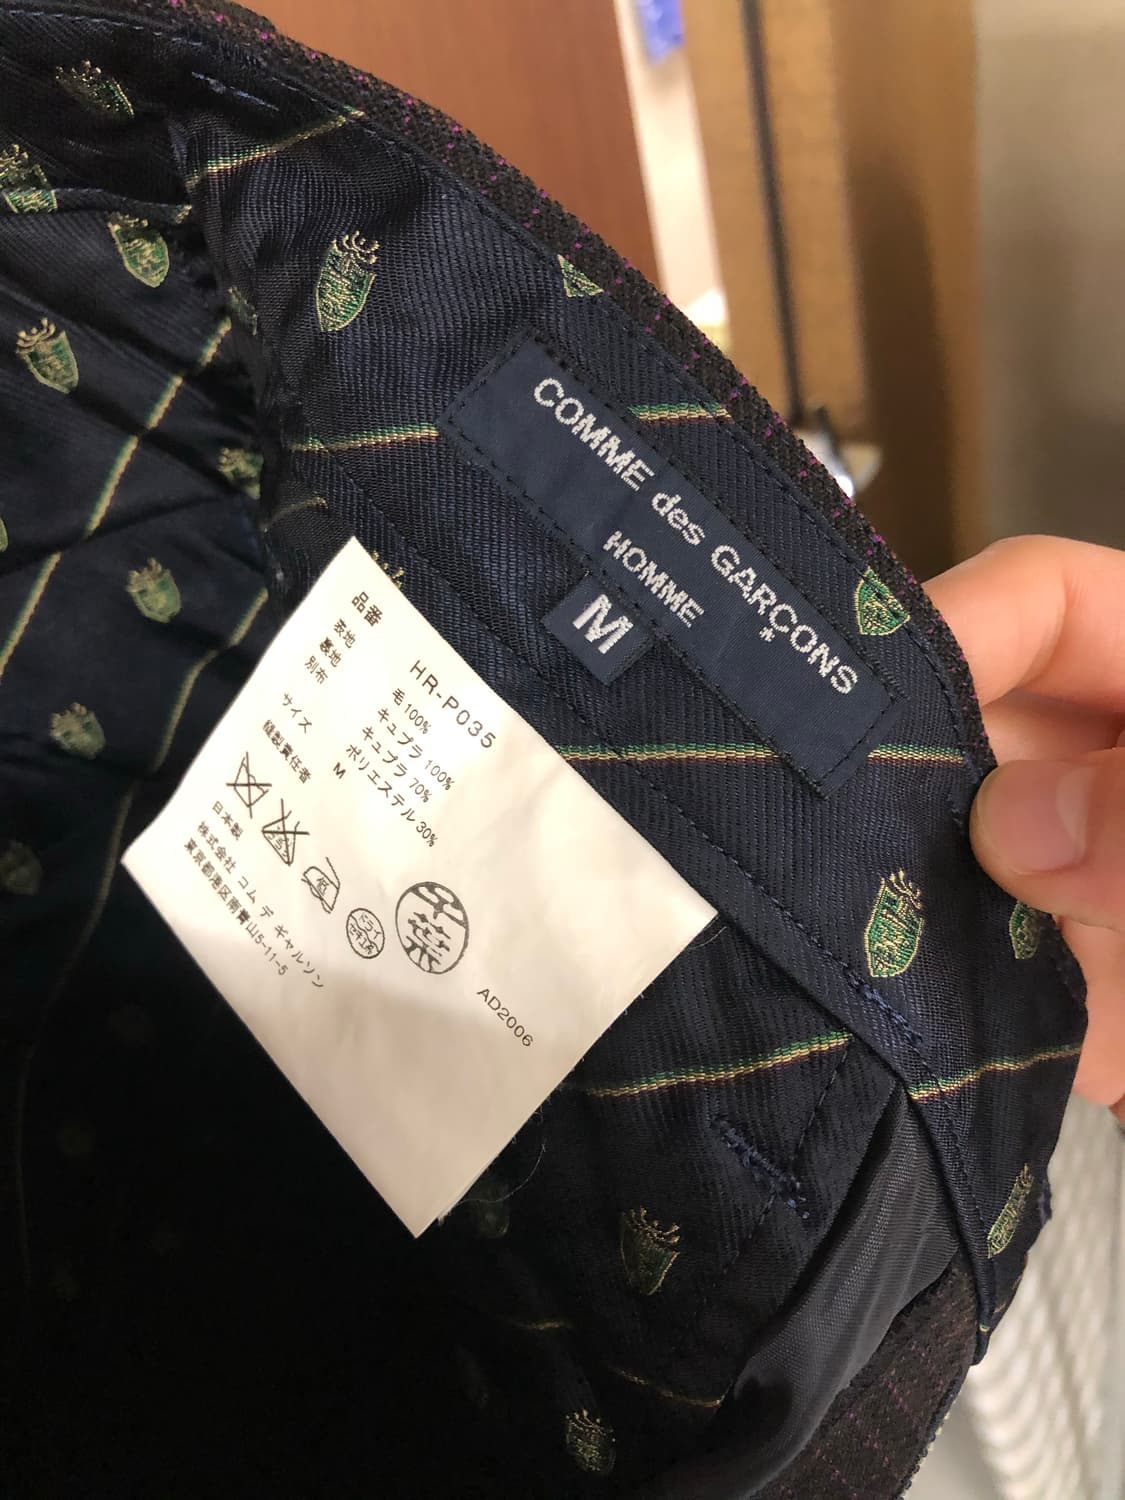 COMME des GARÇONS
*
HOMME
M
品番 HR-P035
表地 毛 100%
裏地 キュプラ 100%
別布 キュプラ 70%
ポリエステル 30%
サイズ M
縫製責任者
日本製
株式会社 コム デ ギャルソン
東京都港区南青山5-11-5
AD2006